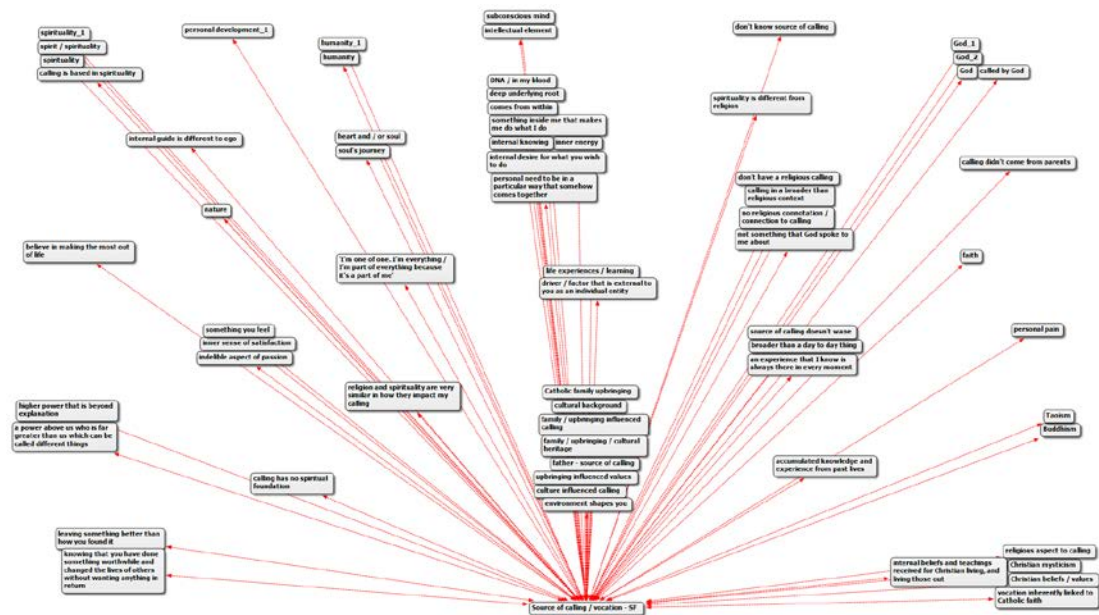 subconscious mind
intellectual element
don't know source of calling
spirituality_1
spirit / spirituality
spirituality
calling is based in spirituality
personal development_1
humanity_1
humanity
God_1
God_2
God
called by God
DNA / in my blood
deep underlying root
comes from within
something inside me that makes
me do what I do
internal knowing
inner energy
internal desire for what you wish
to do
personal need to be in a
particular way that somehow
comes together
spirituality is different from
religion
internal guide is different to ego
heart and / or soul
soul's journey
calling didn't come from parents
don't have a religious calling
calling in a broader than
religious context
no religious connotation /
connection to calling
not something that God spoke to
me about
nature
believe in making the most out
of life
'I'm one of one. I'm everything /
I'm part of everything because
it's a part of me'
life experiences / learning
driver / factor that is external to
you as an individual entity
faith
something you feel
inner sense of satisfaction
indelible aspect of passion
source of calling doesn't wane
broader than a day to day thing
an experience that I know is
always there in every moment
personal pain
religion and spirituality are very
similar in how they impact my
calling
Catholic family upbringing
cultural background
family / upbringing influenced
calling
family / upbringing / cultural
heritage
father - source of calling
upbringing influenced values
culture influenced calling
environment shapes you
higher power that is beyond
explanation
a power above us who is far
greater than us which can be
called different things
Taoism
Buddhism
accumulated knowledge and
experience from past lives
calling has no spiritual
foundation
leaving something better than
how you found it
knowing that you have done
something worthwhile and
changed the lives of others
without wanting anything in
return
religious aspect to calling
internal beliefs and teachings
received for Christian living, and
living those out
Christian mysticism
Christian beliefs / values
vocation inherently linked to
Catholic faith
Source of calling / vocation - SF